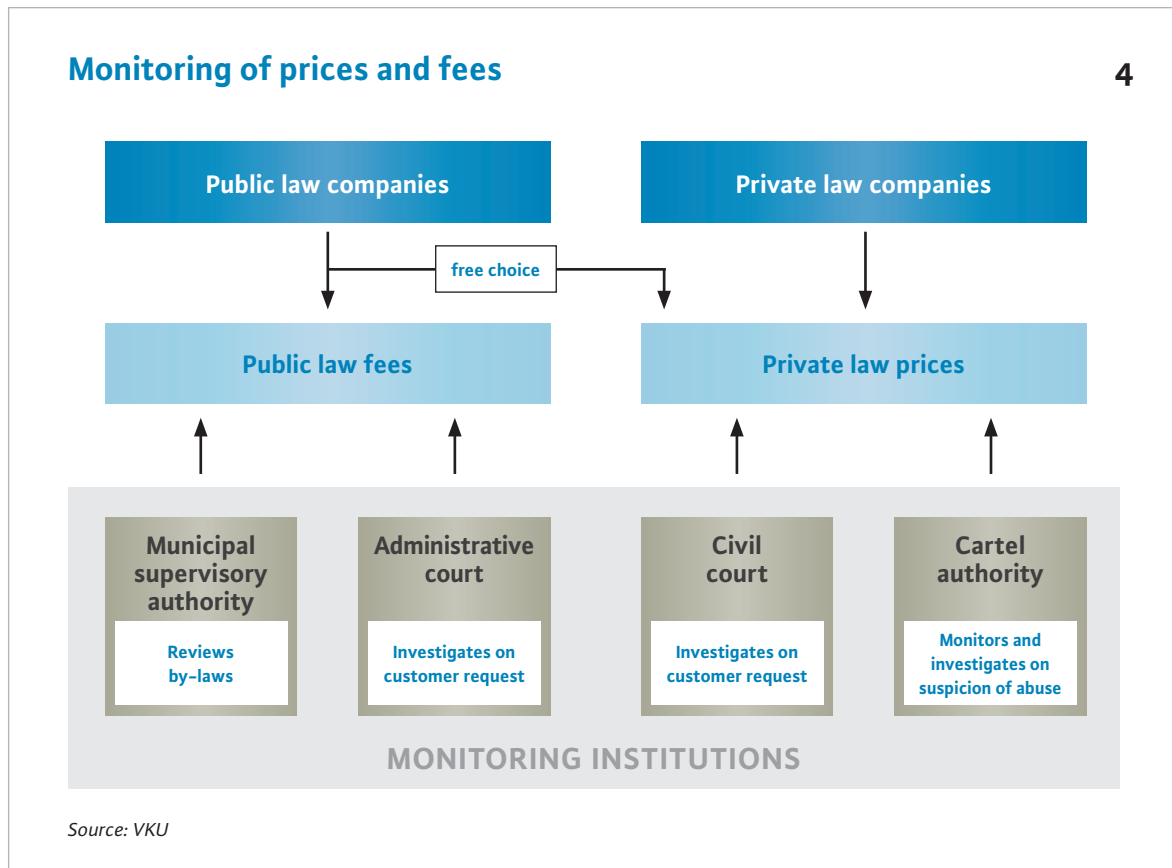 Monitoring of prices and fees
4
Public law companies
Private law companies
free choice
Public law fees
Private law prices
Municipal
supervisory
authority
Reviews
by-laws
Administrative
court
Investigates on
customer request
Civil
court
Investigates on
customer request
Cartel
authority
Monitors and
investigates on
suspicion of abuse
MONITORING INSTITUTIONS
Source: VKU